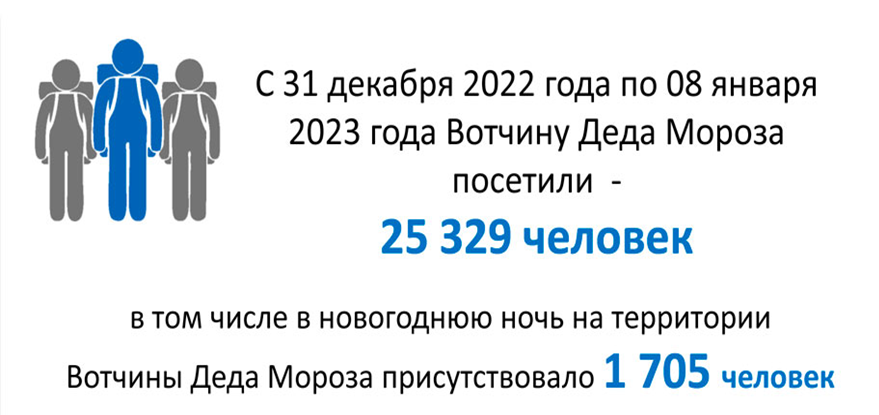 С 31 декабря 2022 года по 08 января
2023 года Вотчину Деда Мороза
посетили -
25 329 человек
в том числе в новогоднюю ночь на территории
Вотчины Деда Мороза присутствовало 1 705 человек